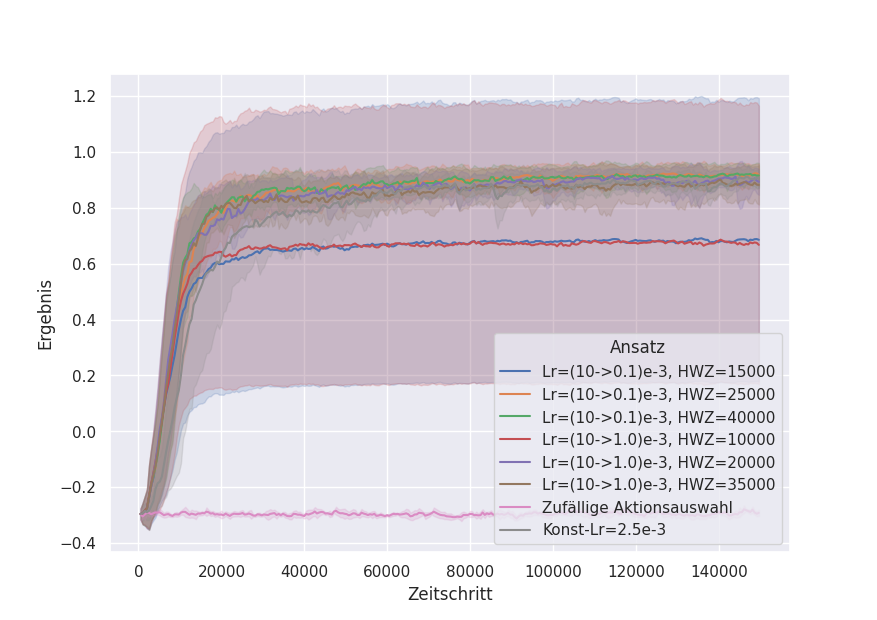 1.2
1.0
0.8
0.6
0.4
0.2
0.0
−0.2
−0.4
Ergebnis
0 20000 40000 60000 80000 100000 120000 140000
Zeitschritt
Ansatz
Lr=(10->0.1)e-3, HWZ=15000
Lr=(10->0.1)e-3, HWZ=25000
Lr=(10->0.1)e-3, HWZ=40000
Lr=(10->1.0)e-3, HWZ=10000
Lr=(10->1.0)e-3, HWZ=20000
Lr=(10->1.0)e-3, HWZ=35000
Zufällige Aktionsauswahl
Konst-Lr=2.5e-3